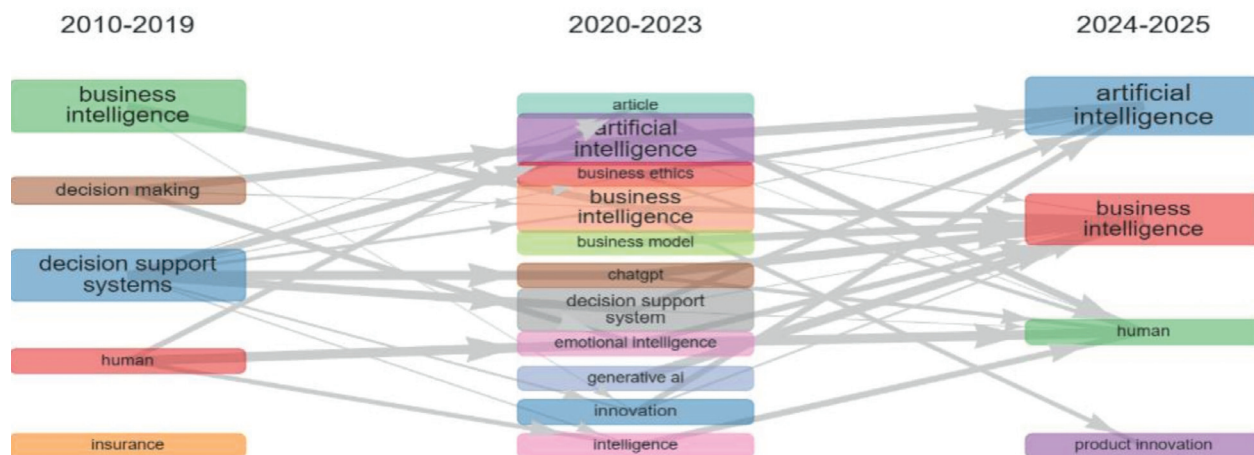 2010-2019
2020-2023
2024-2025
business
intelligence
decision making
decision support
systems
human
insurance
article
artificial
intelligence
business ethics
business
intelligence
business model
chatgpt
decision support
system
emotional intelligence
generative ai
innovation
intelligence
artificial
intelligence
business
intelligence
human
product innovation